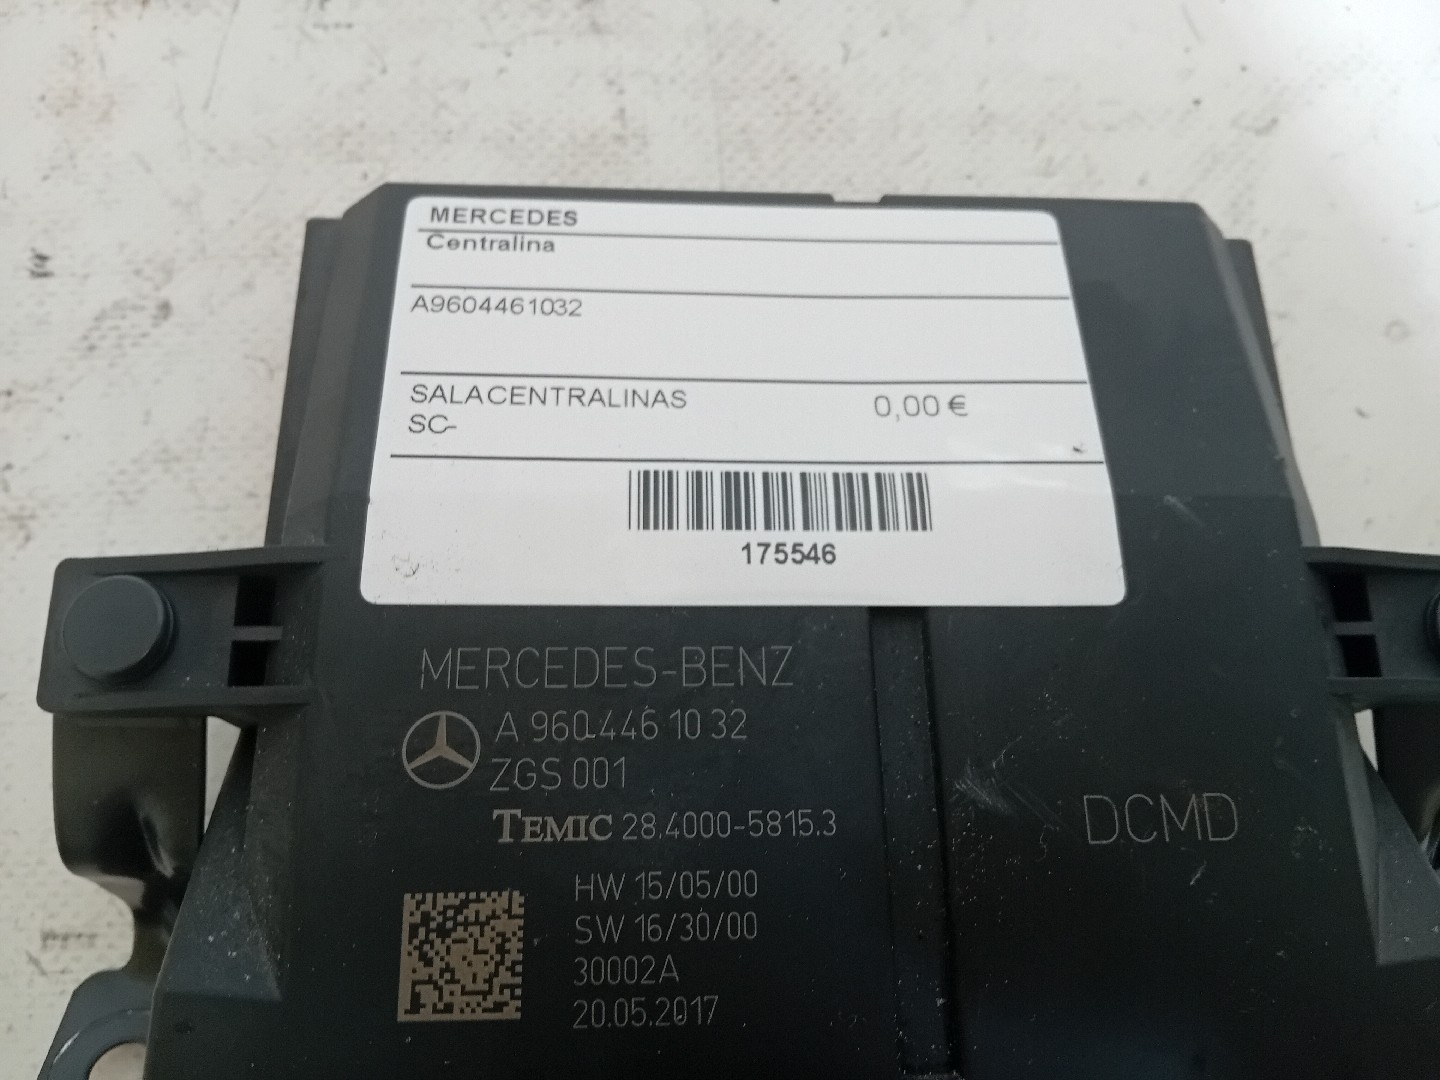 MERCEDES
Centralina
A9604461032
SALACENTRALINAS 0,00 €
SC-
175546
MERCEDES-BENZ
A 960 446 10 32
ZGS 001
TEMIC 28.4000-5815.3
DCMD
HW 15/05/00
SW 16/30/00
30002A
20.05.2017